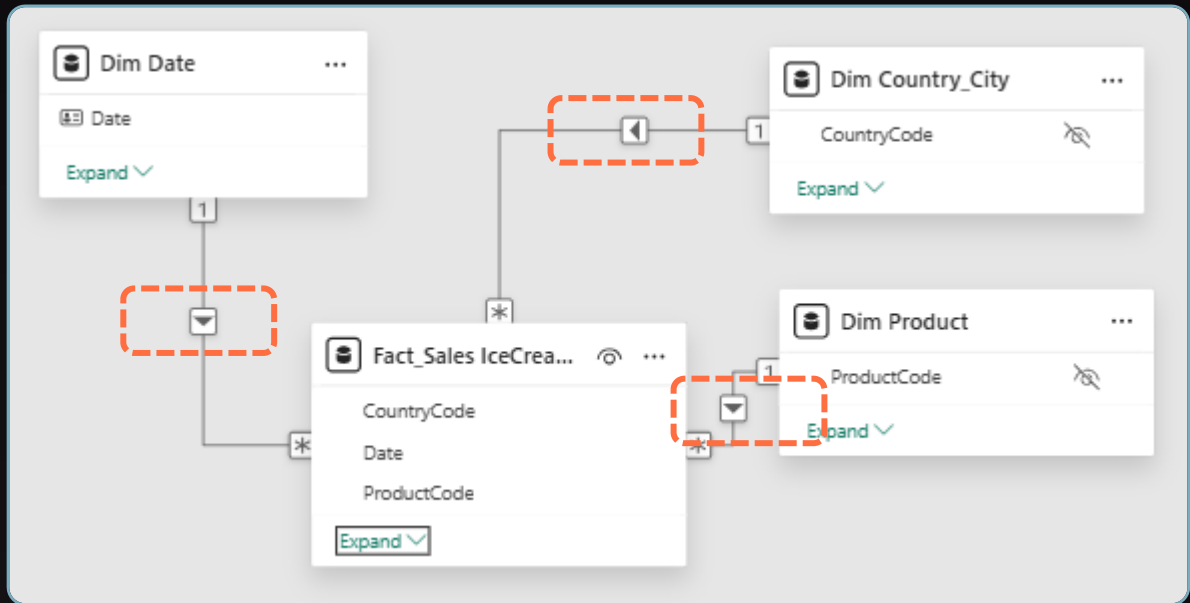 Dim Date
...
Date
Expand
1
*
Dim Country_City
...
1
CountryCode
Expand
*
Fact_Sales IceCrea...
...
CountryCode
Date
ProductCode
Expand
Dim Product
...
1
ProductCode
Expand
*